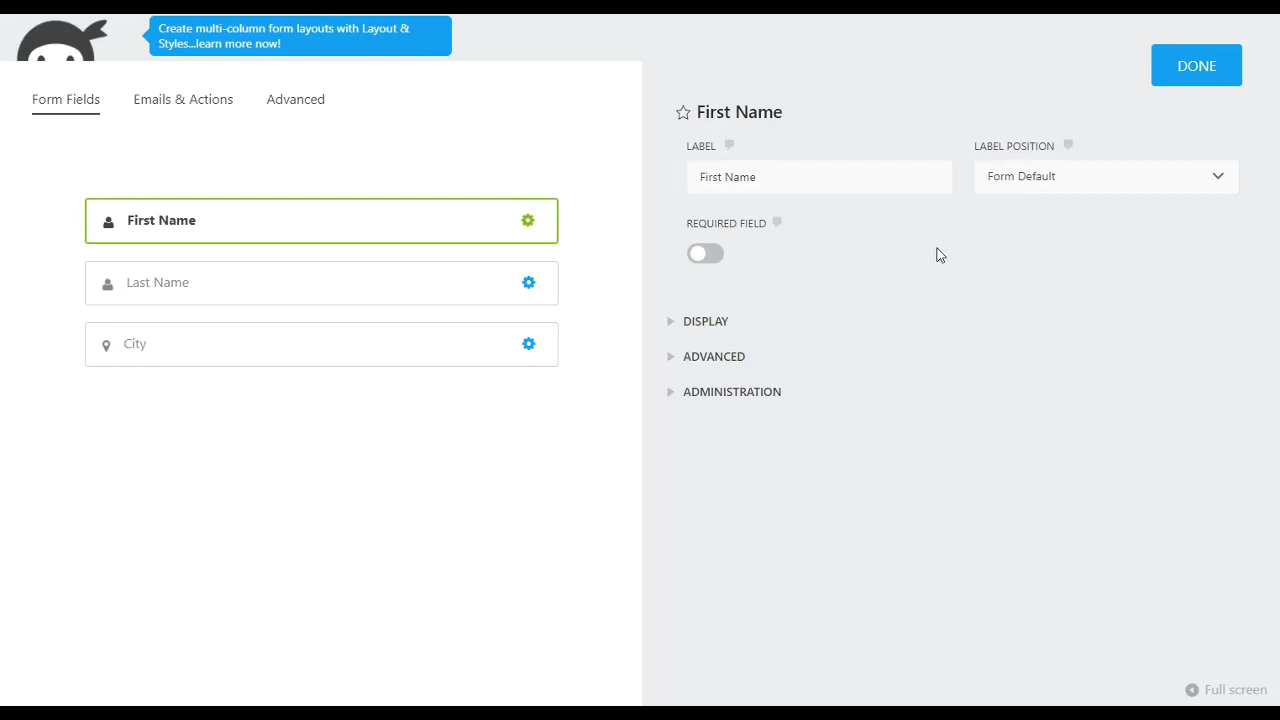 Create multi-column form layouts with Layout &
Styles...learn more now!
DONE
Form Fields
Emails & Actions
Advanced
First Name
LABEL
LABEL POSITION
First Name
Form Default
REQUIRED FIELD
First Name
Last Name
City
DISPLAY
ADVANCED
ADMINISTRATION
Full screen